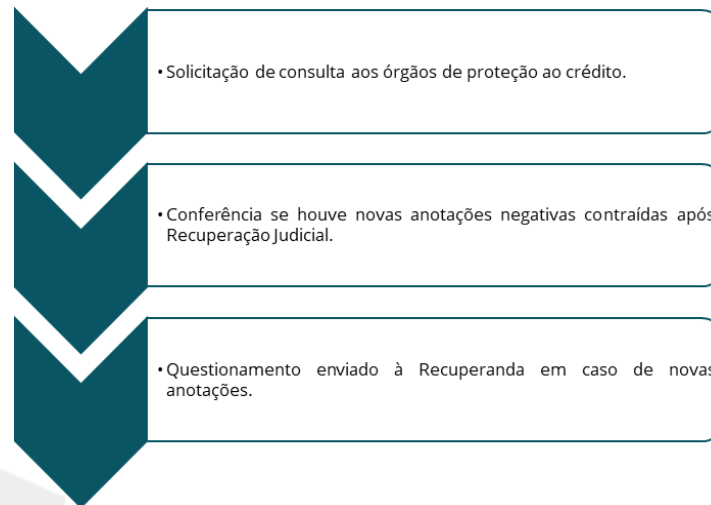 • Solicitação de consulta aos órgãos de proteção ao crédito.
• Conferência se houve novas anotações negativas contraídas após
Recuperação Judicial.
• Questionamento enviado à Recuperanda em caso de novas
anotações.